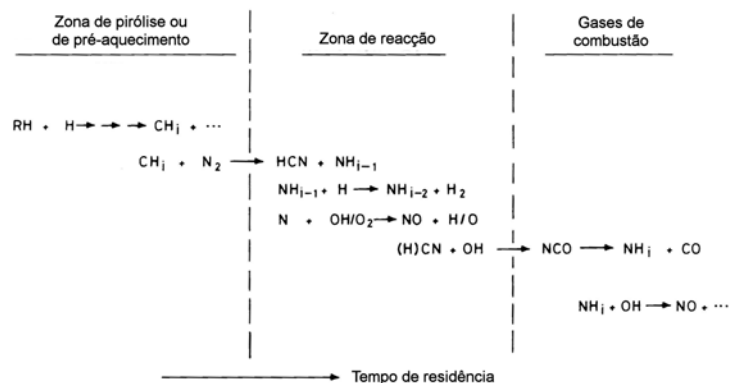 Zona de pirólise ou
de pré-aquecimento
Zona de reacção
Gases de
combustão
RH + H → → → CHi + ···
CHi + N2 → HCN + NHi-1
NHi-1 + H → NHi-2 + H2
N + OH/O2 → NO + H/O
(H)CN + OH → NCO → NHi + CO
NHi + OH → NO + ···
→ Tempo de residência